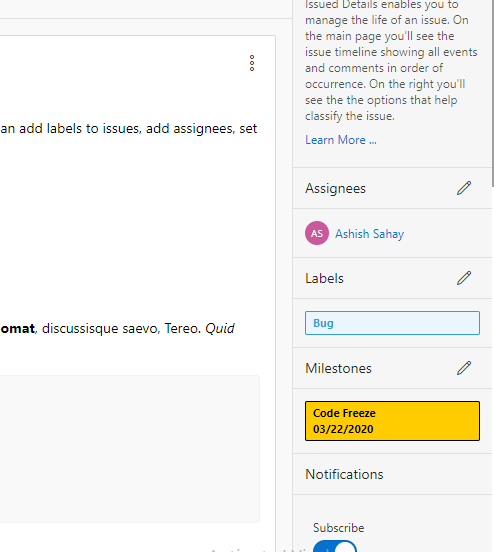 an add labels to issues, add assignees, set
omat, discussisque saevo, Tereo. Quid
Issued Details enables you to
manage the life of an issue. On
the main page you'll see the
issue timeline showing all events
and comments in order of
occurrence. On the right you'll
see the the options that help
classify the issue.
Learn More ...
Assignees
AS Ashish Sahay
Labels
Bug
Milestones
Code Freeze
03/22/2020
Notifications
Subscribe